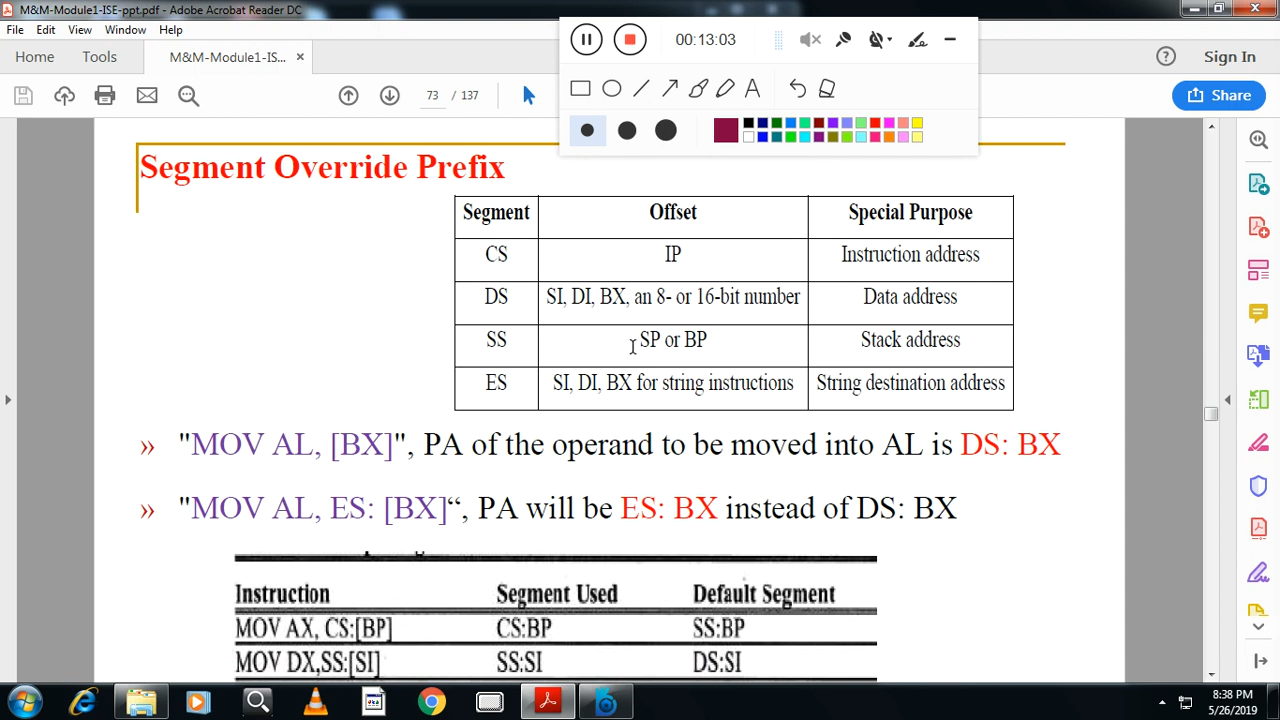 M&M-Module1-ISE-ppt.pdf - Adobe Acrobat Reader DC
File Edit View Window Help
Home Tools M&M-Module1-IS... × 00:13:03 Sign In
73 / 137 A Share
Segment Override Prefix
Segment Offset Special Purpose
CS IP Instruction address
DS SI, DI, BX, an 8- or 16-bit number Data address
SS SP or BP Stack address
ES SI, DI, BX for string instructions String destination address
» "MOV AL, [BX]", PA of the operand to be moved into AL is DS: BX
» "MOV AL, ES: [BX]“, PA will be ES: BX instead of DS: BX
Instruction Segment Used Default Segment
MOV AX, CS:[BP] CS:BP SS:BP
MOV DX,SS:[SI] SS:SI DS:SI
8:38 PM
5/26/2019